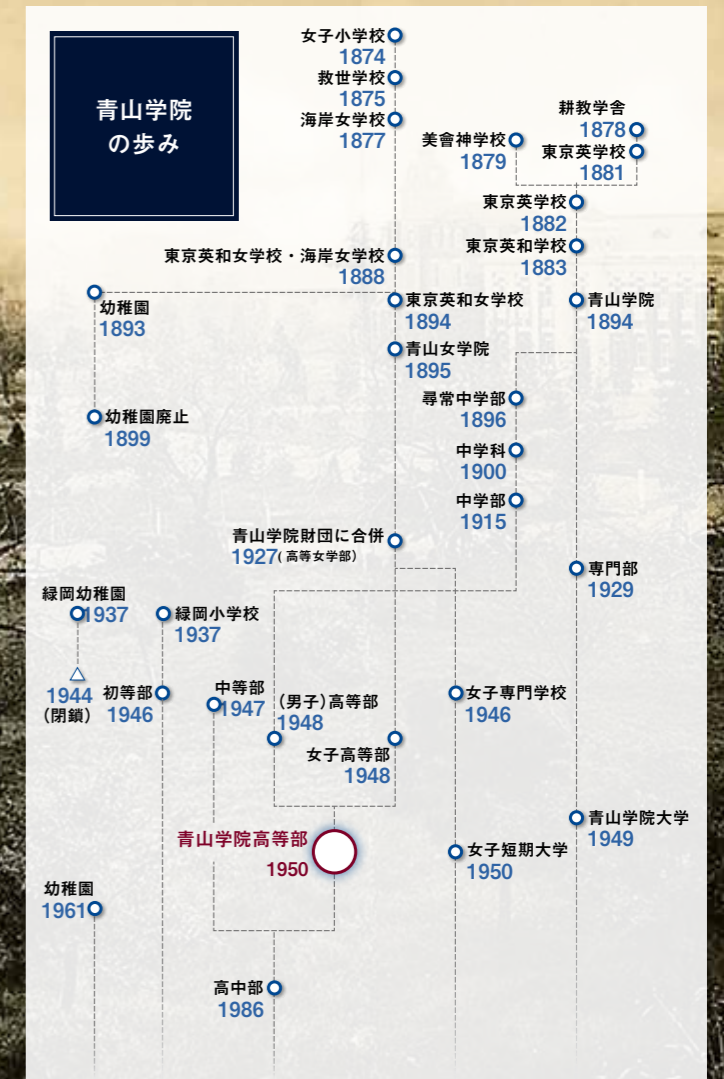 青山学院
の歩み
女子小学校
1874
救世学校
1875
海岸女学校
1877
美會神学校
1879
耕教学舎
1878
東京英学校
1881
東京英学校
1882
東京英和学校
1883
東京英和女学校・海岸女学校
1888
幼稚園
1893
東京英和女学校
1894
青山学院
1894
青山女学院
1895
尋常中学部
1896
幼稚園廃止
1899
中学科
1900
中学部
1915
青山学院財団に合併
1927(高等女学部)
専門部
1929
緑岡幼稚園
1937
緑岡小学校
1937
1944
(閉鎖)
初等部
1946
中等部
1947
(男子)高等部
1948
女子高等部
1948
女子専門学校
1946
青山学院大学
1949
青山学院高等部
1950
女子短期大学
1950
幼稚園
1961
高中部
1986